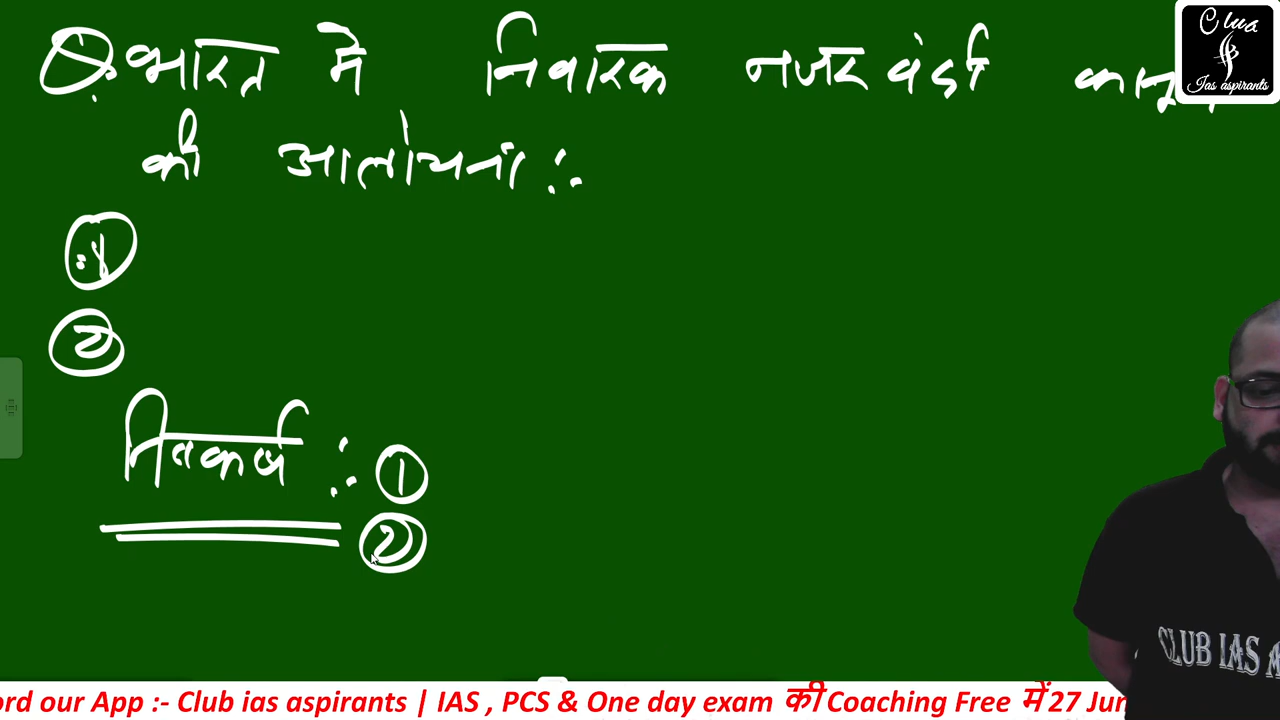 Q. भारत में निवारक नजरबंदी कानून
की आलोचना :-
1
2
निष्कर्ष :- 1
2
Club
Ias aspirants
CLUB IAS A
ord our App :- Club ias aspirants | IAS , PCS & One day exam की Coaching Free में 27 Jun